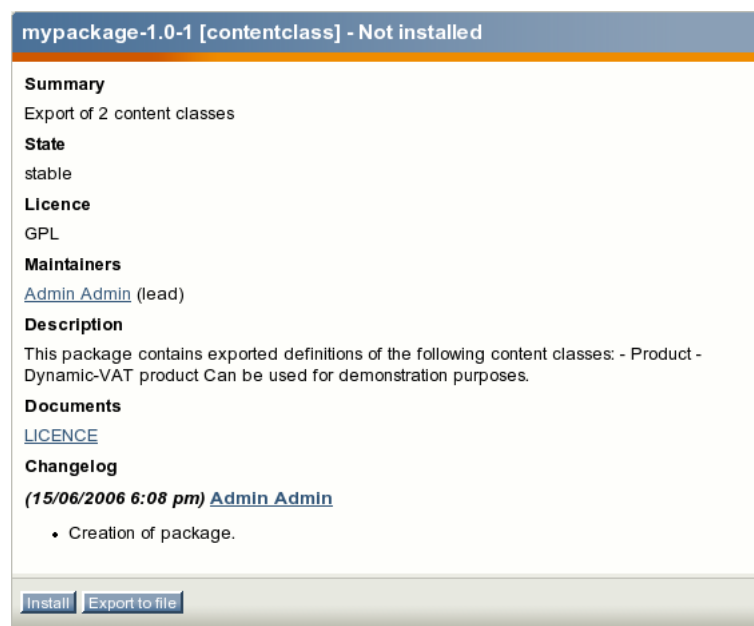 mypackage-1.0-1 [contentclass] - Not installed
Summary
Export of 2 content classes
State
stable
Licence
GPL
Maintainers
Admin Admin (lead)
Description
This package contains exported definitions of the following content classes: - Product -
Dynamic-VAT product Can be used for demonstration purposes.
Documents
LICENCE
Changelog
(15/06/2006 6:08 pm) Admin Admin
• Creation of package.
Install Export to file